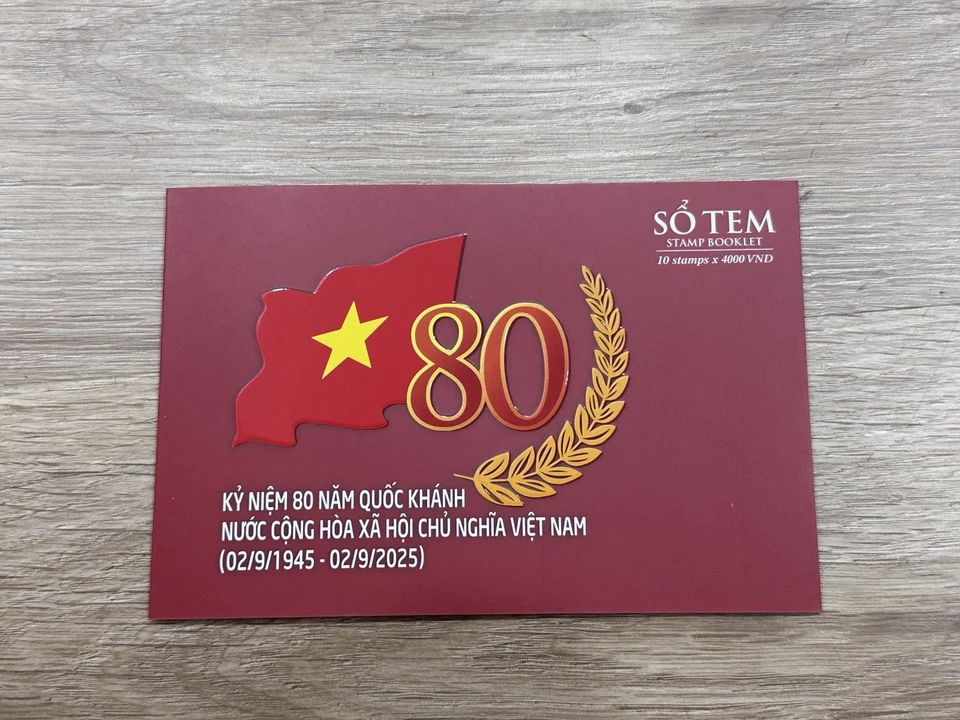 SỔ TEM
STAMP BOOKLET
10 stamps x 4000 VND
80
KỶ NIỆM 80 NĂM QUỐC KHÁNH
NƯỚC CỘNG HÒA XÃ HỘI CHỦ NGHĨA VIỆT NAM
(02/9/1945 - 02/9/2025)